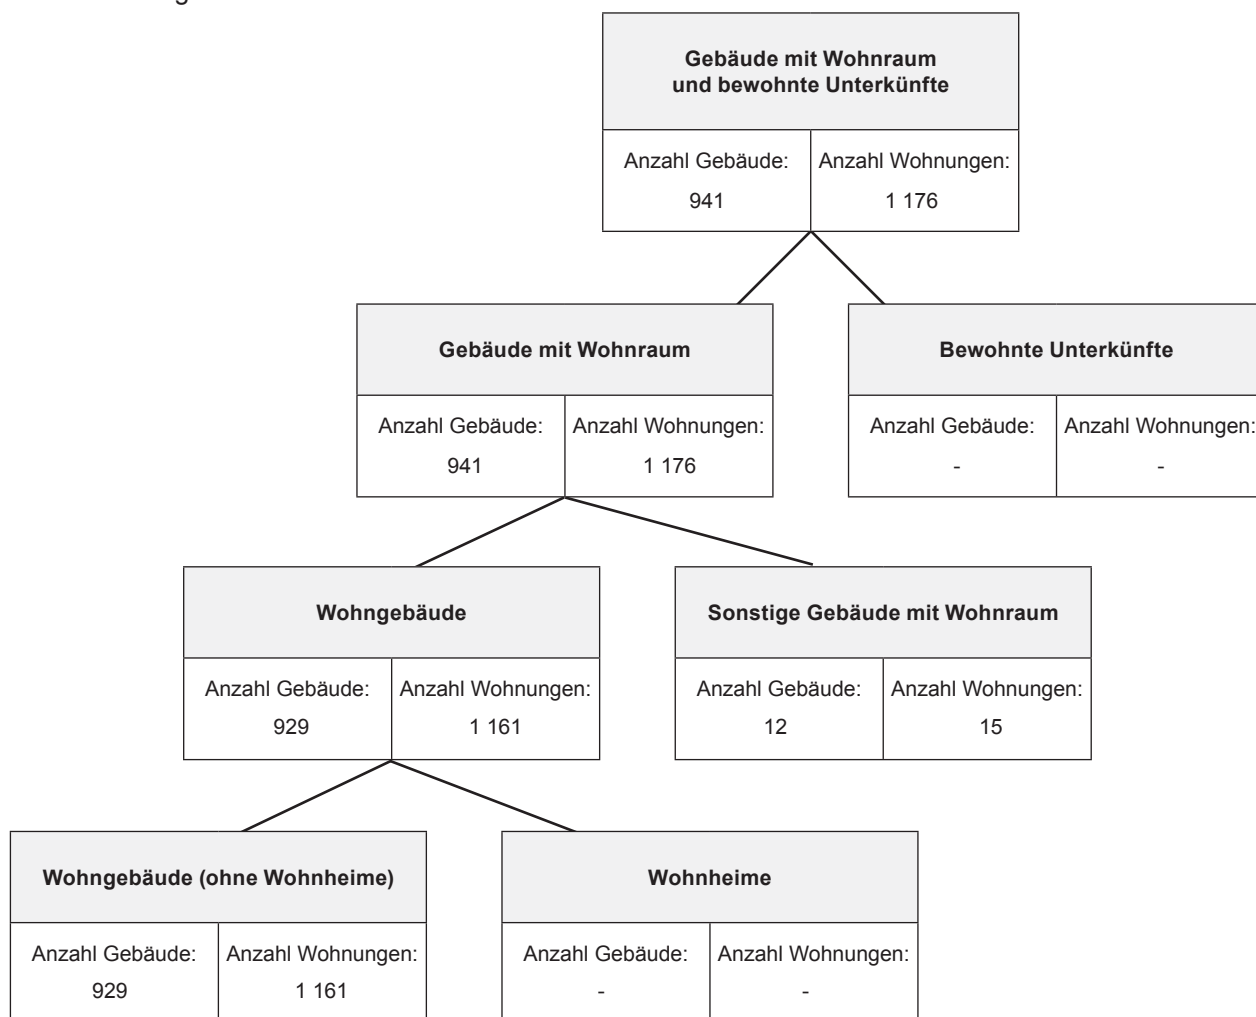 Gebäude mit Wohnraum
und bewohnte Unterkünfte
Anzahl Gebäude: Anzahl Wohnungen:
941 1 176
Gebäude mit Wohnraum
Anzahl Gebäude: Anzahl Wohnungen:
941 1 176
Bewohnte Unterkünfte
Anzahl Gebäude: Anzahl Wohnungen:
- -
Wohngebäude
Anzahl Gebäude: Anzahl Wohnungen:
929 1 161
Sonstige Gebäude mit Wohnraum
Anzahl Gebäude: Anzahl Wohnungen:
12 15
Wohngebäude (ohne Wohnheime)
Anzahl Gebäude: Anzahl Wohnungen:
929 1 161
Wohnheime
Anzahl Gebäude: Anzahl Wohnungen:
- -